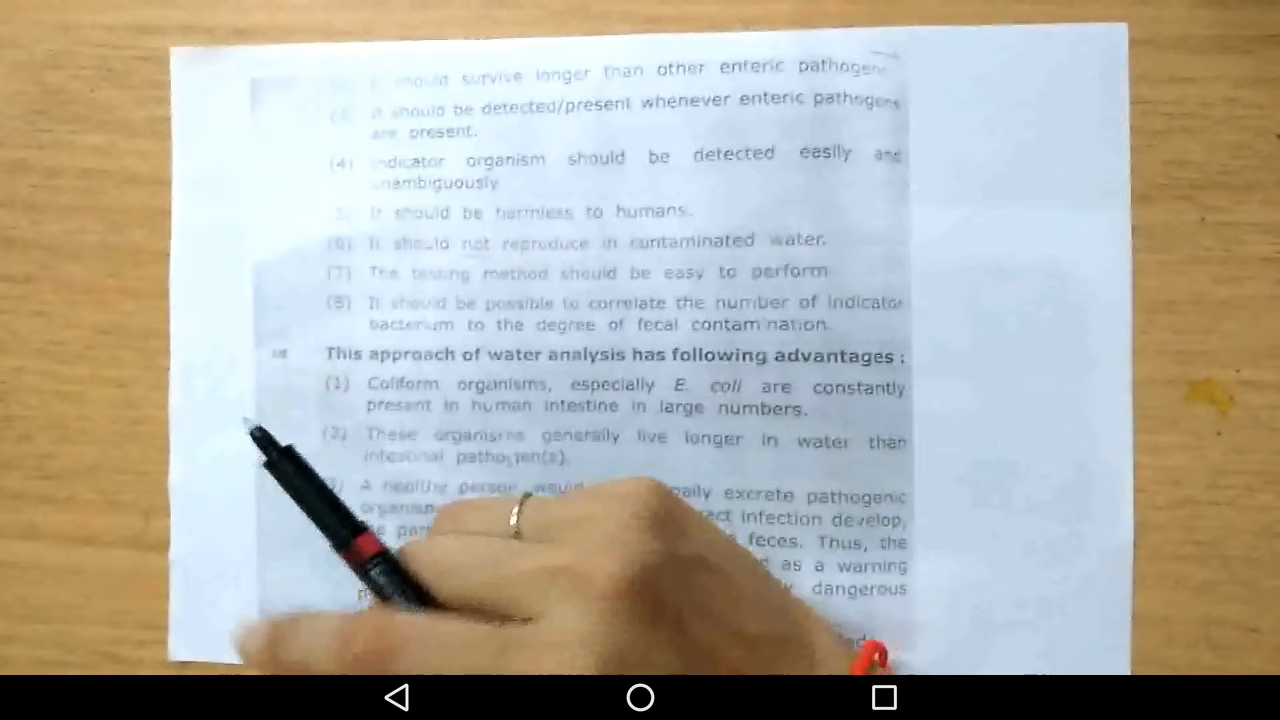 should survive longer than other enteric pathogens
It should be detected/present whenever enteric pathogens
are present.
(4) Indicator organism should be detected easily and
unambiguously
It should be harmless to humans.
(6) It should not reproduce in contaminated water.
(7) The testing method should be easy to perform
(8) It should be possible to correlate the number of indicator
bacterium to the degree of fecal contamination.
This approach of water analysis has following advantages :
(1) Coliform organisms, especially E. coli are constantly
present in human intestine in large numbers.
(2) These organisms generally live longer in water than
intestinal pathogen(s).
A healthy person would excrete pathogenic
infection develop,
feces. Thus, the
as a warning
dangerous